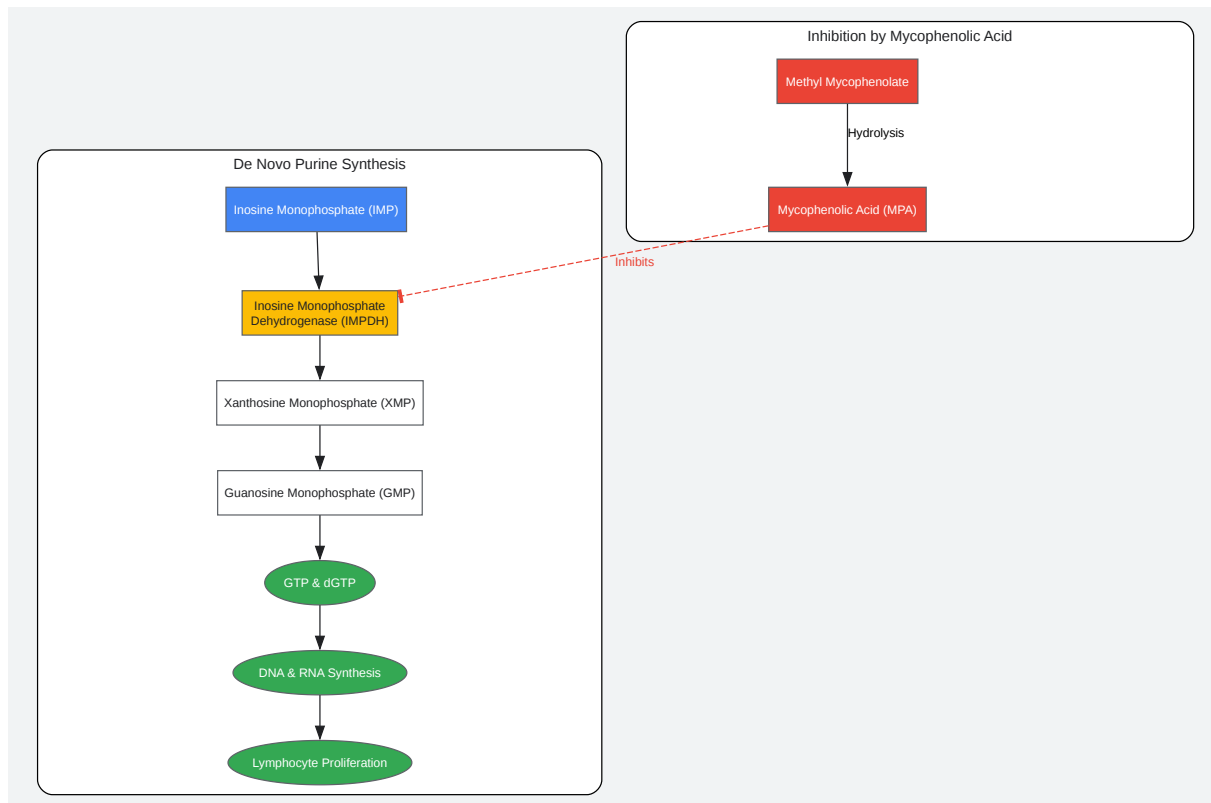 Inhibition by Mycophenolic Acid
Methyl Mycophenolate
Hydrolysis
Mycophenolic Acid (MPA)
Inhibits
De Novo Purine Synthesis
Inosine Monophosphate (IMP)
Inosine Monophosphate
Dehydrogenase (IMPDH)
Xanthosine Monophosphate (XMP)
Guanosine Monophosphate (GMP)
GTP & dGTP
DNA & RNA Synthesis
Lymphocyte Proliferation